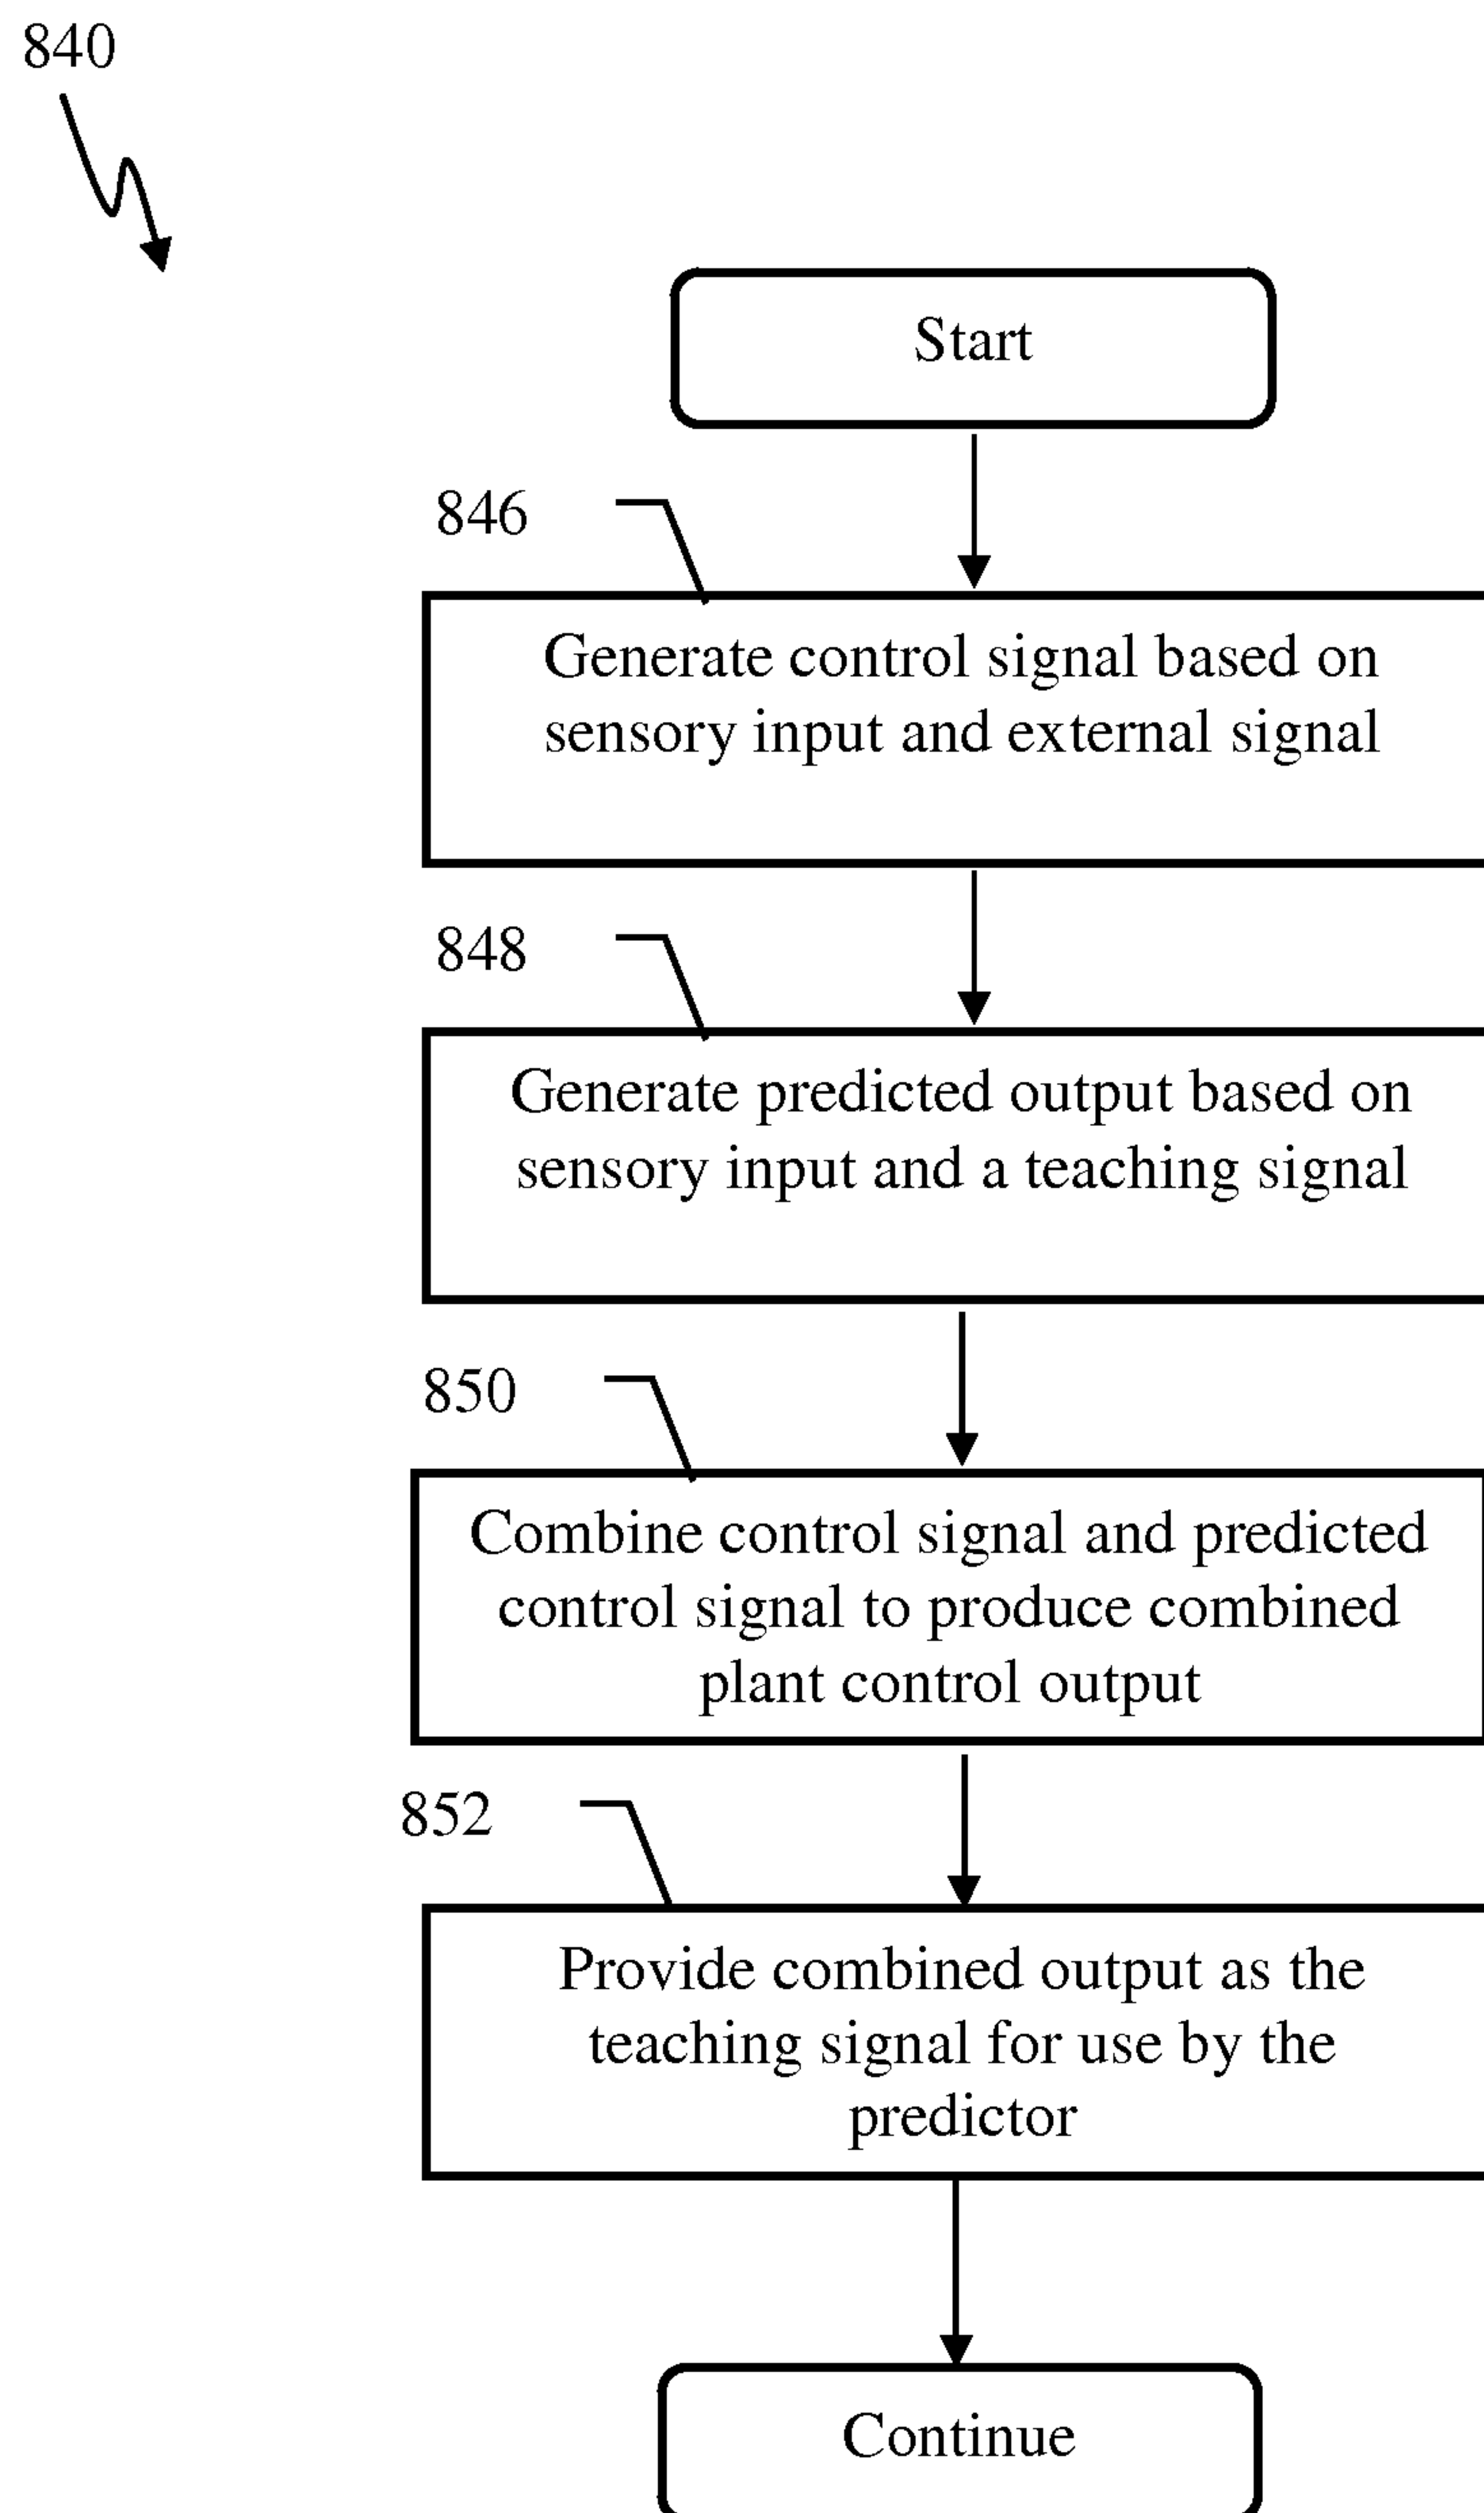 840
Start
846
Generate control signal based on
sensory input and external signal
848
Generate predicted output based on
sensory input and a teaching signal
850
Combine control signal and predicted
control signal to produce combined
plant control output
852
Provide combined output as the
teaching signal for use by the
predictor
Continue